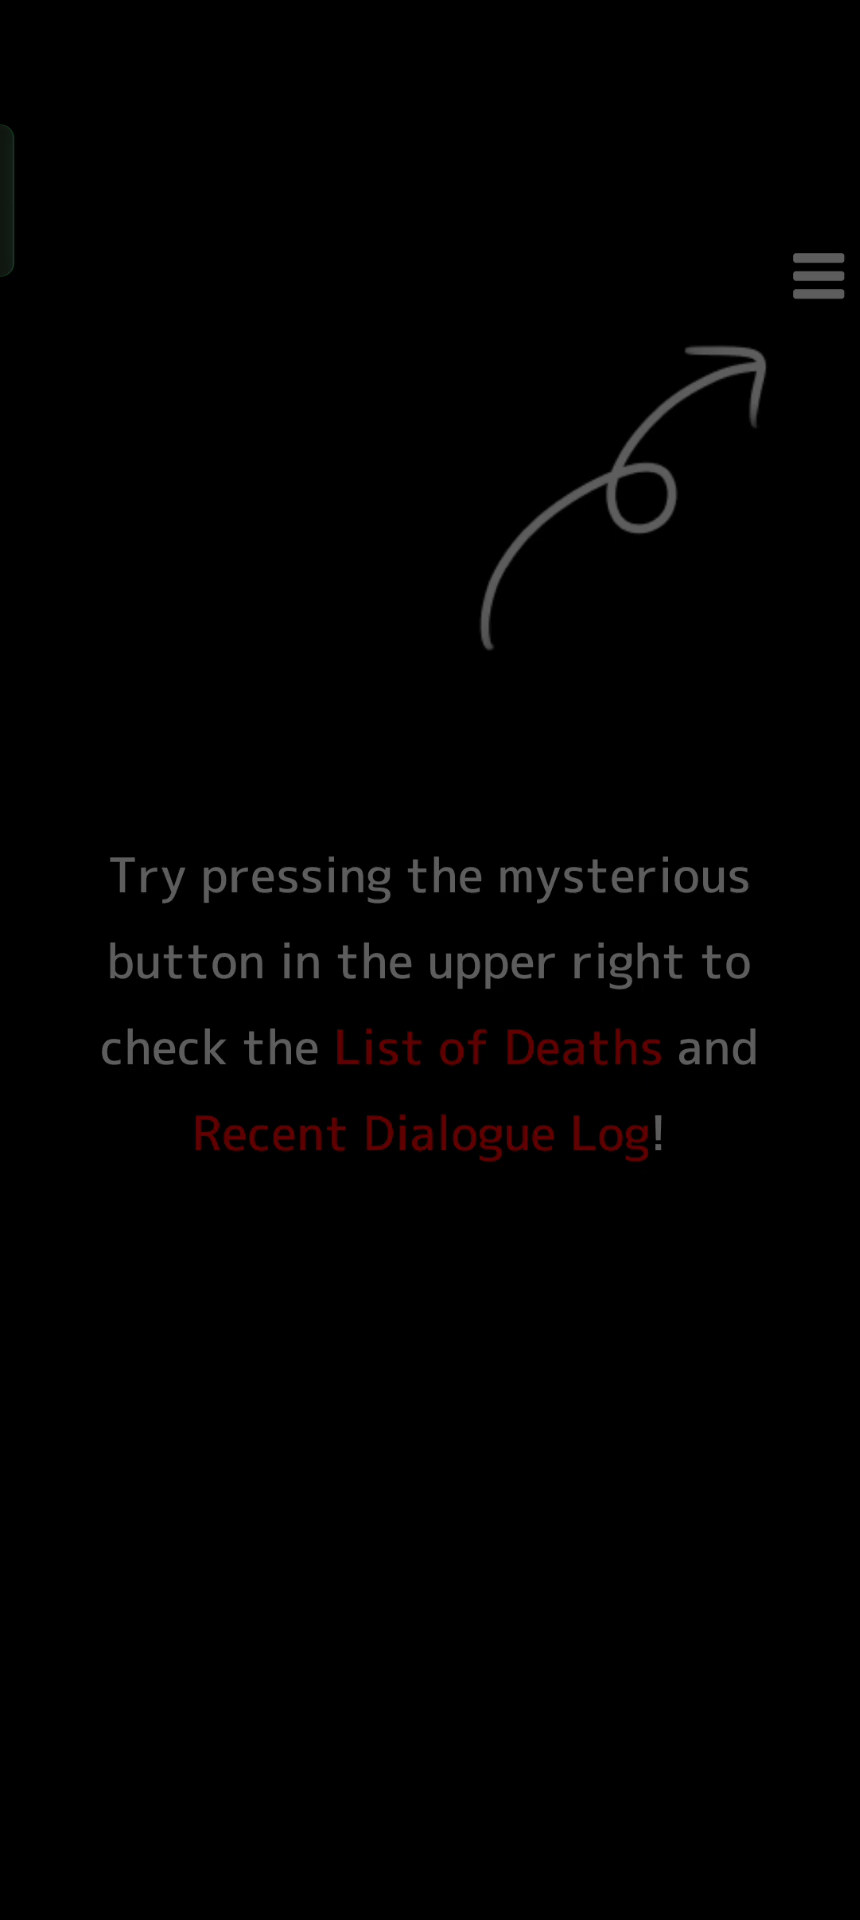 Try pressing the mysterious
button in the upper right to
check the List of Deaths and
Recent Dialogue Log!